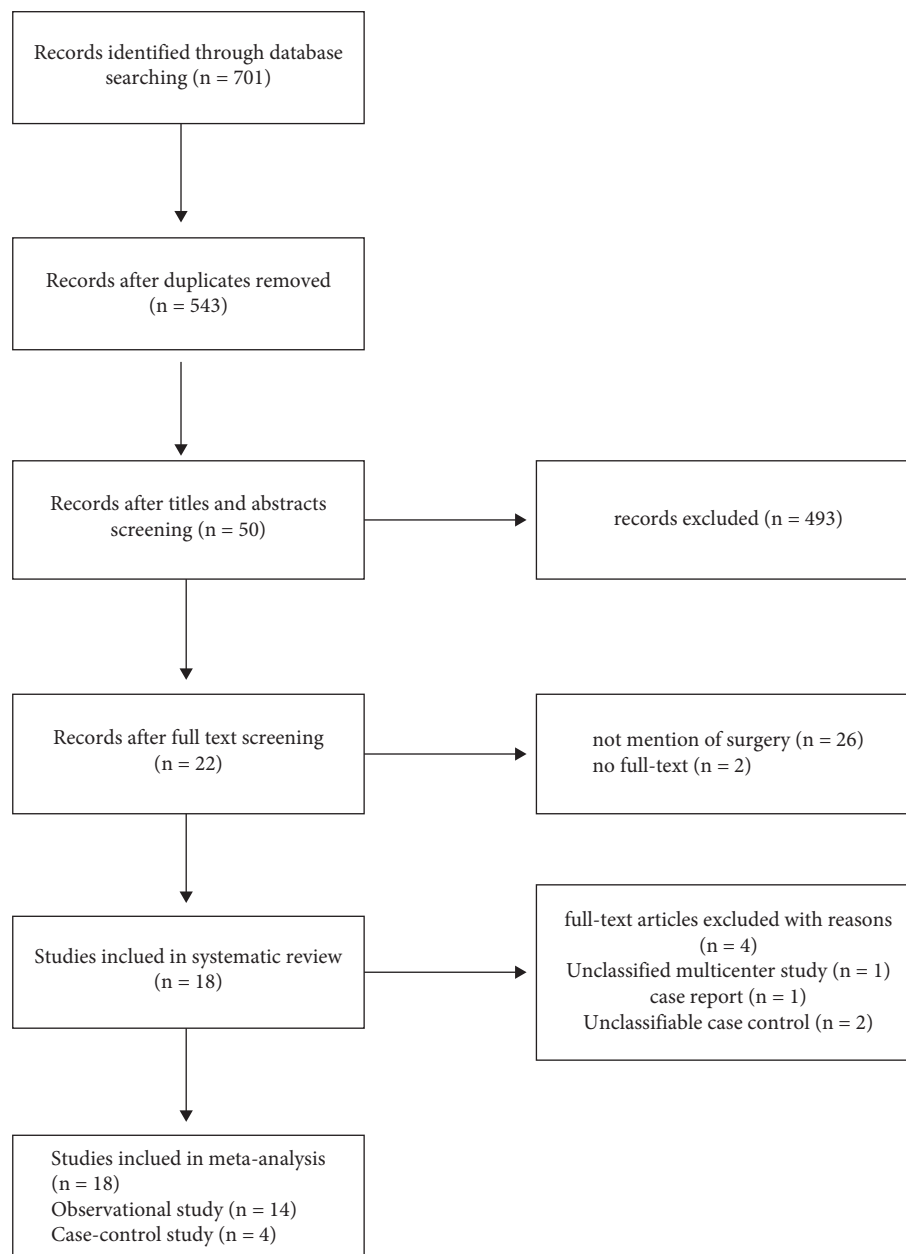 Records identified through database
searching (n = 701)
Records after duplicates removed
(n = 543)
Records after titles and abstracts
screening (n = 50)
records excluded (n = 493)
Records after full text screening
(n = 22)
not mention of surgery (n = 26)
no full-text (n = 2)
Studies inclued in systematic review
(n = 18)
full-text articles excluded with reasons
(n = 4)
Unclassified multicenter study (n = 1)
case report (n = 1)
Unclassifiable case control (n = 2)
Studies inclued in meta-analysis
(n = 18)
Observational study (n = 14)
Case-control study (n = 4)